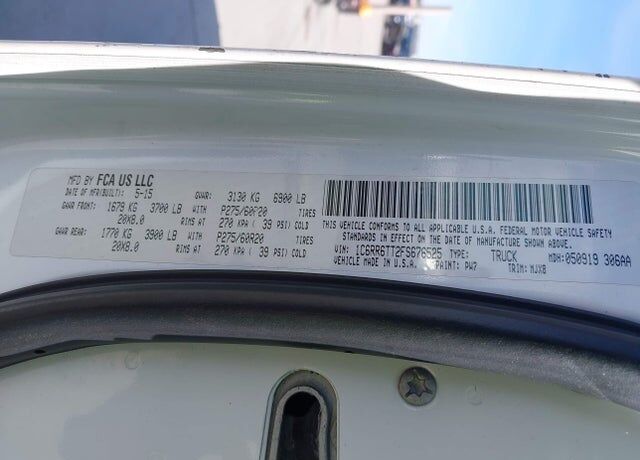 MFD BY FCA US LLC
DATE OF MFR(BUILT): 5-15 GVWR: 3130 KG 6900 LB
GAWR FRONT: 1679 KG 3700 LB WITH P275/60R20 TIRES
20X8.0 RIMS AT 270 KPA ( 39 PSI) COLD
GAWR REAR: 1770 KG 3900 LB WITH P275/60R20 TIRES
20X8.0 RIMS AT 270 KPA ( 39 PSI) COLD
THIS VEHICLE CONFORMS TO ALL APPLICABLE U.S.A. FEDERAL MOTOR VEHICLE SAFETY
STANDARDS IN EFFECT ON THE DATE OF MANUFACTURE SHOWN ABOVE.
VIN: 1C6RR6TT2FS676525 TYPE: TRUCK MDH: 050919 306AA
VEHICLE MADE IN U.S.A. PAINT: PW7 TRIM: MJX8